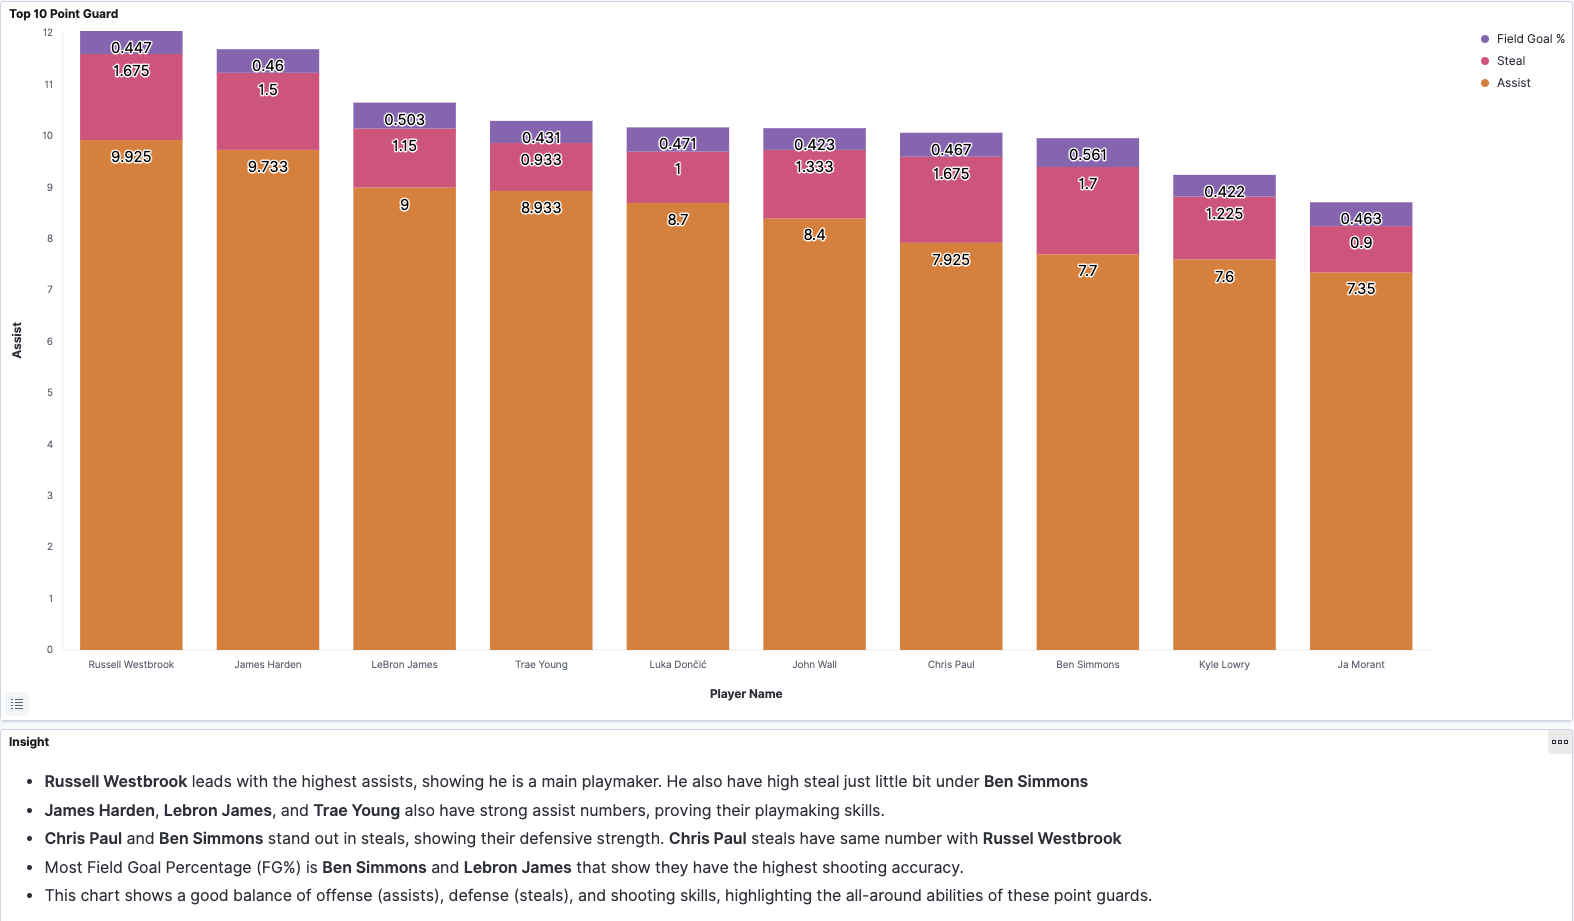 Top 10 Point Guard
12
11
10
9
8
7
6
5
4
3
2
1
0
Assist
0.447
1.675
9.925
0.46
1.5
9.733
0.503
1.15
9
0.431
0.933
8.933
0.471
1
8.7
0.423
1.333
8.4
0.467
1.675
7.925
0.561
1.7
7.7
0.422
1.225
7.6
0.463
0.9
7.35
Field Goal %
Steal
Assist
Russell Westbrook
James Harden
LeBron James
Trae Young
Luka Dončić
John Wall
Chris Paul
Ben Simmons
Kyle Lowry
Ja Morant
Player Name
Insight
• Russell Westbrook leads with the highest assists, showing he is a main playmaker. He also have high steal just little bit under Ben Simmons
• James Harden, Lebron James, and Trae Young also have strong assist numbers, proving their playmaking skills.
• Chris Paul and Ben Simmons stand out in steals, showing their defensive strength. Chris Paul steals have same number with Russel Westbrook
• Most Field Goal Percentage (FG%) is Ben Simmons and Lebron James that show they have the highest shooting accuracy.
• This chart shows a good balance of offense (assists), defense (steals), and shooting skills, highlighting the all-around abilities of these point guards.